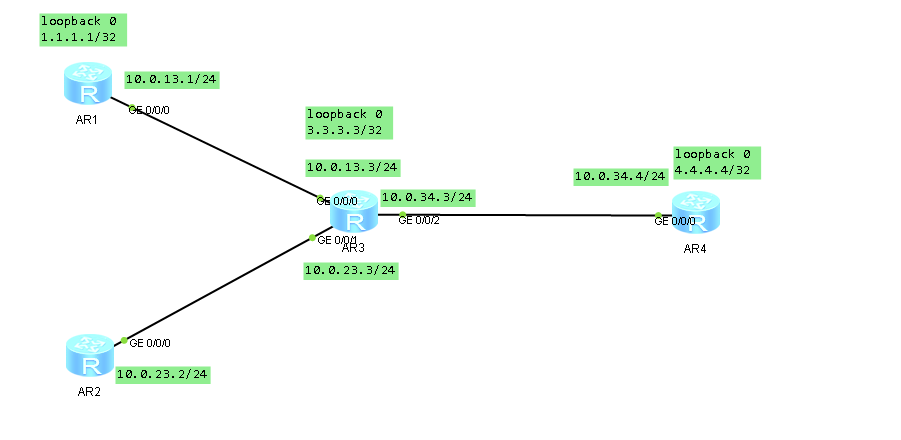 loopback 0
1.1.1.1/32
10.0.13.1/24
GE 0/0/0
R
AR1
loopback 0
3.3.3.3/32
10.0.13.3/24
loopback 0
4.4.4.4/32
10.0.34.4/24
10.0.34.3/24
GE 0/0/0
R
GE 0/0/2
GE 0/0/0
R
GE 0/0/1
AR3
AR4
10.0.23.3/24
GE 0/0/0
R
10.0.23.2/24
AR2